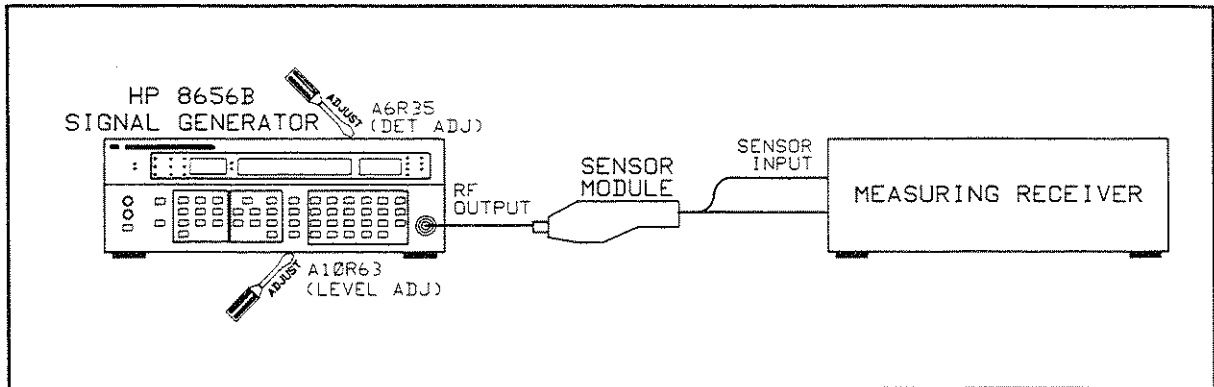 HP 8656B
SIGNAL GENERATOR
ADJUST
A6R35
(DET ADJ)
RF
OUTPUT
SENSOR
MODULE
SENSOR
INPUT
MEASURING RECEIVER
ADJUST
A10R63
(LEVEL ADJ)